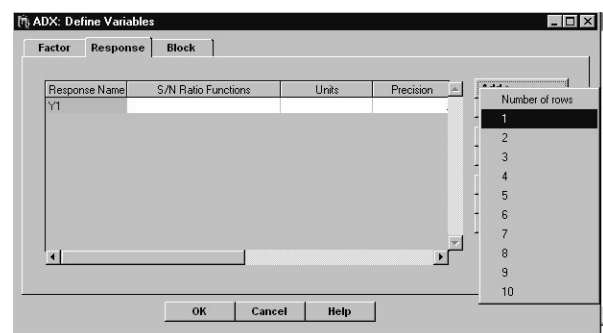 ADX: Define Variables
Factor Response Block
Response Name S/N Ratio Functions Units Precision
Y1
Number of rows
1
2
3
4
5
6
7
8
9
10
OK Cancel Help